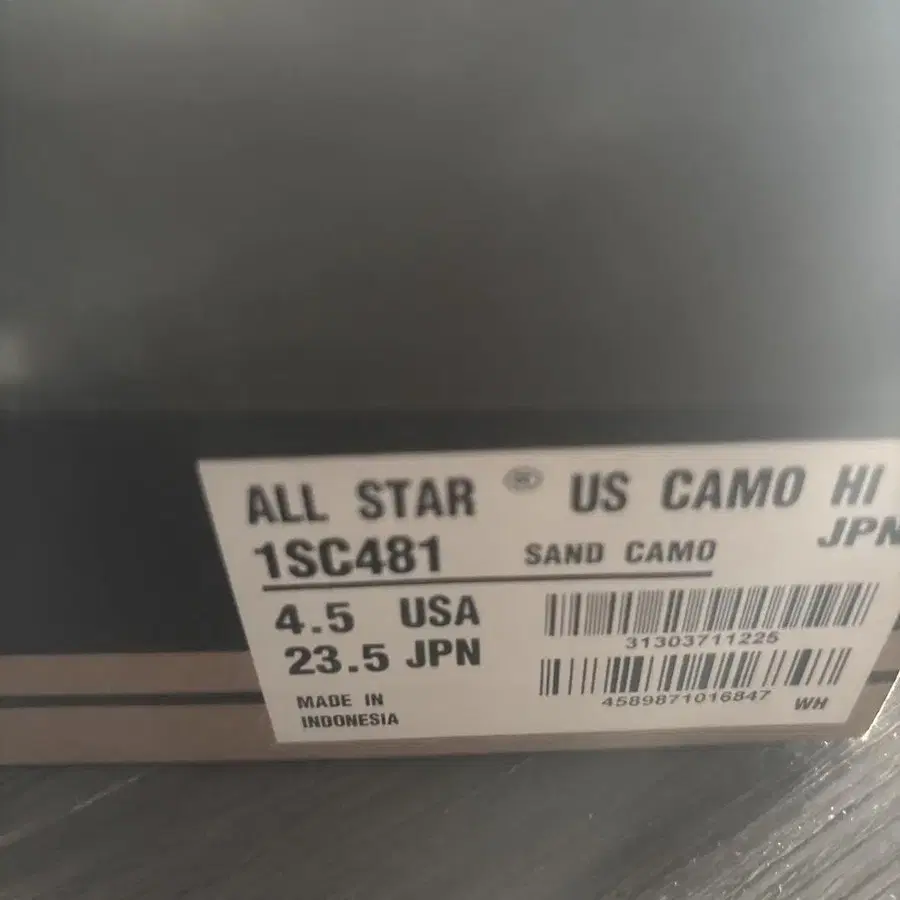 ALL STAR ® US CAMO HI
JPN
1SC481 SAND CAMO
4.5 USA
31303711225
23.5 JPN
4589871016847 WH
MADE IN
INDONESIA